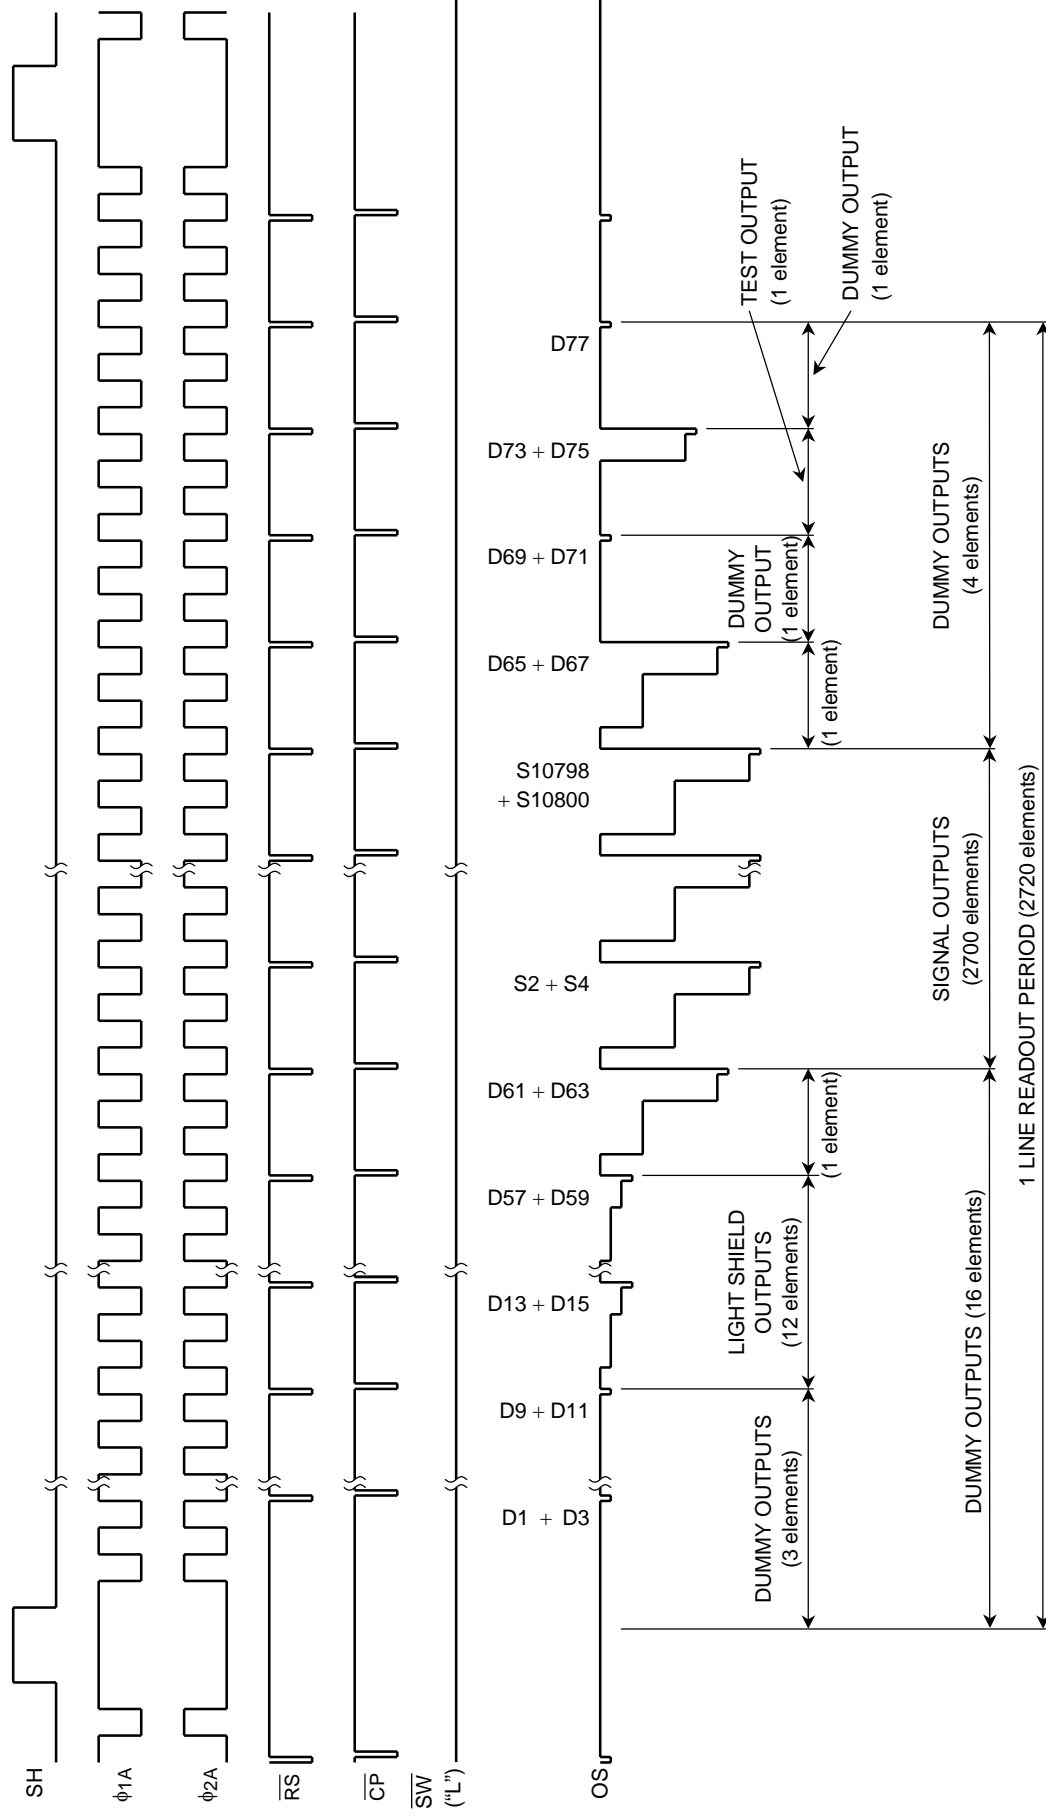 SH
ϕ1A
ϕ2A
RS
CP
SW
("L")
OS
D1 + D3
D9 + D11
D13 + D15
D57 + D59
D61 + D63
S2 + S4
S10798
+ S10800
D65 + D67
D69 + D71
D73 + D75
D77
DUMMY OUTPUTS
(3 elements)
LIGHT SHIELD
OUTPUTS
(12 elements)
(1 element)
(1 element)
DUMMY
OUTPUT
(1 element)
TEST OUTPUT
(1 element)
DUMMY OUTPUT
(1 element)
DUMMY OUTPUTS (16 elements)
SIGNAL OUTPUTS
(2700 elements)
DUMMY OUTPUTS
(4 elements)
1 LINE READOUT PERIOD (2720 elements)